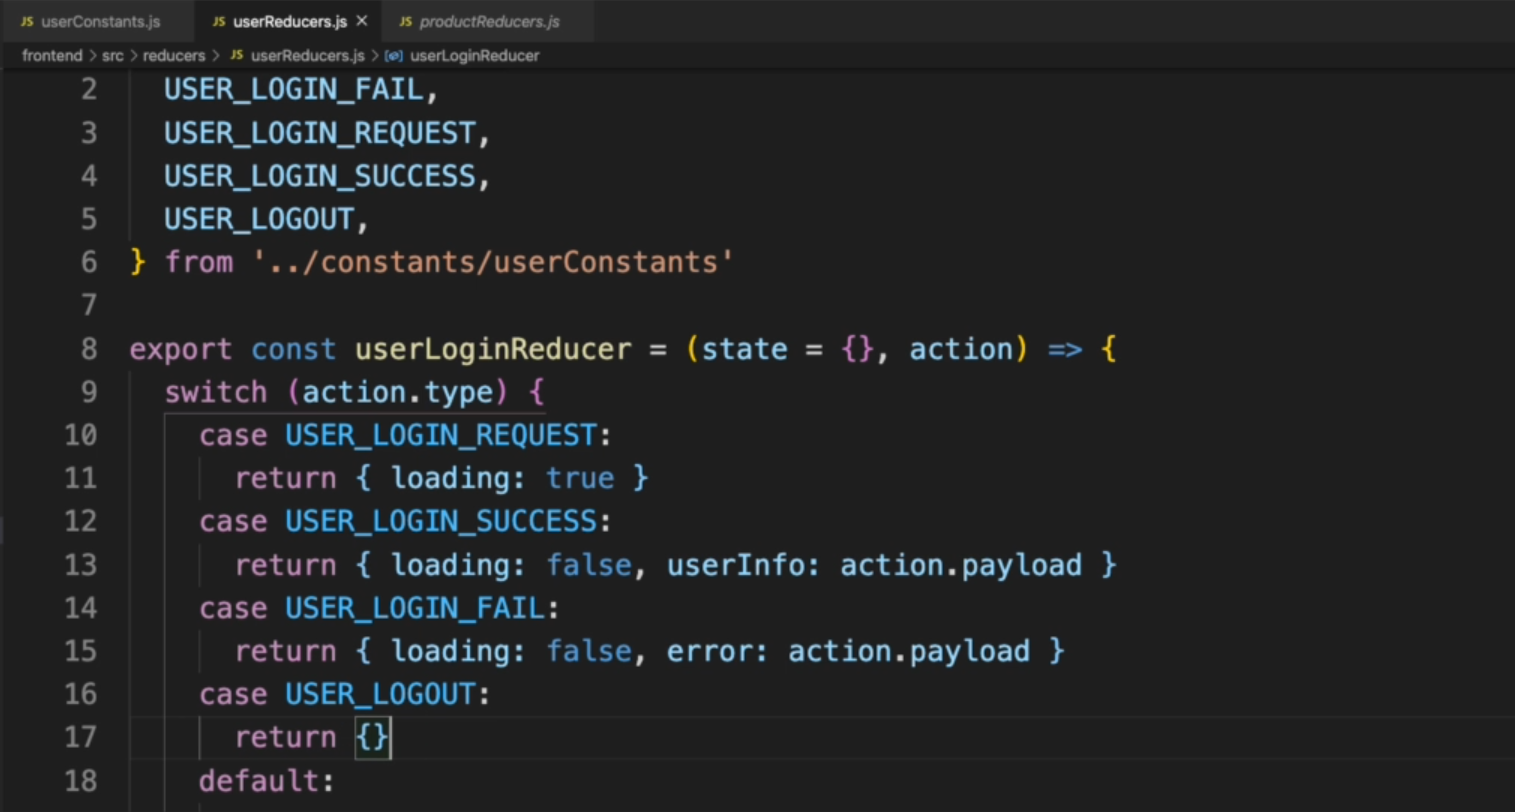 JS userConstants.js JS userReducers.js × JS productReducers.js
frontend > src > reducers > JS userReducers.js > userLoginReducer
2 USER_LOGIN_FAIL,
3 USER_LOGIN_REQUEST,
4 USER_LOGIN_SUCCESS,
5 USER_LOGOUT,
6 } from '../constants/userConstants'
7
8 export const userLoginReducer = (state = {}, action) => {
9 switch (action.type) {
10 case USER_LOGIN_REQUEST:
11 return { loading: true }
12 case USER_LOGIN_SUCCESS:
13 return { loading: false, userInfo: action.payload }
14 case USER_LOGIN_FAIL:
15 return { loading: false, error: action.payload }
16 case USER_LOGOUT:
17 return {}
18 default: